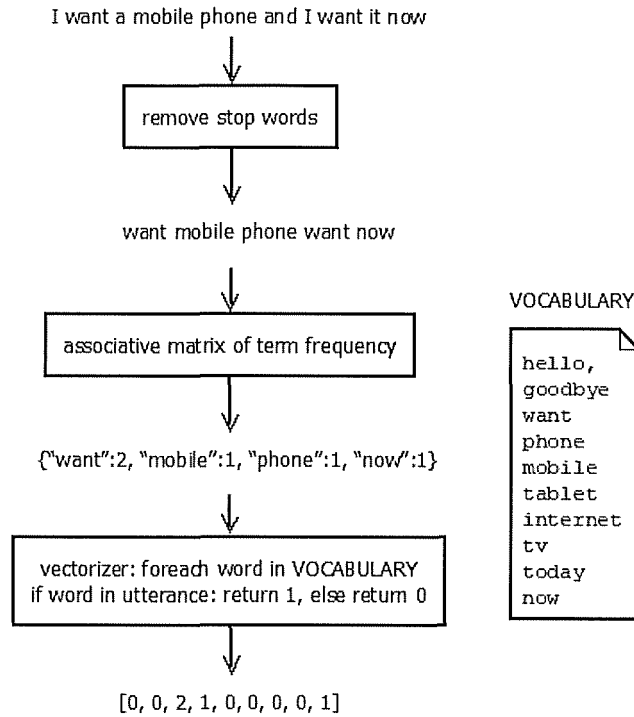 I want a mobile phone and I want it now
remove stop words
want mobile phone want now
associative matrix of term frequency
{“want”:2, “mobile”:1, “phone”:1, “now”:1}
vectorizer: foreach word in VOCABULARY
if word in utterance: return 1, else return 0
[0, 0, 2, 1, 0, 0, 0, 0, 1]
VOCABULARY
hello,
goodbye
want
phone
mobile
tablet
internet
tv
today
now